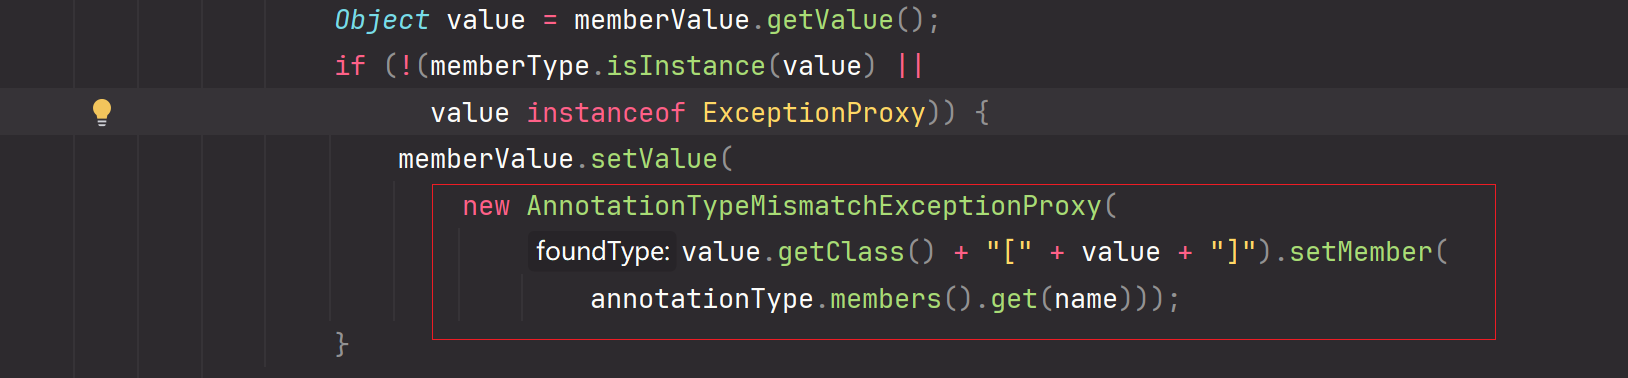 Object value = memberValue.getValue();
if (!(memberType.isInstance(value) ||
value instanceof ExceptionProxy)) {
memberValue.setValue(
new AnnotationTypeMismatchExceptionProxy(
foundType: value.getClass() + "[" + value + "]").setMember(
annotationType.members().get(name)));
}